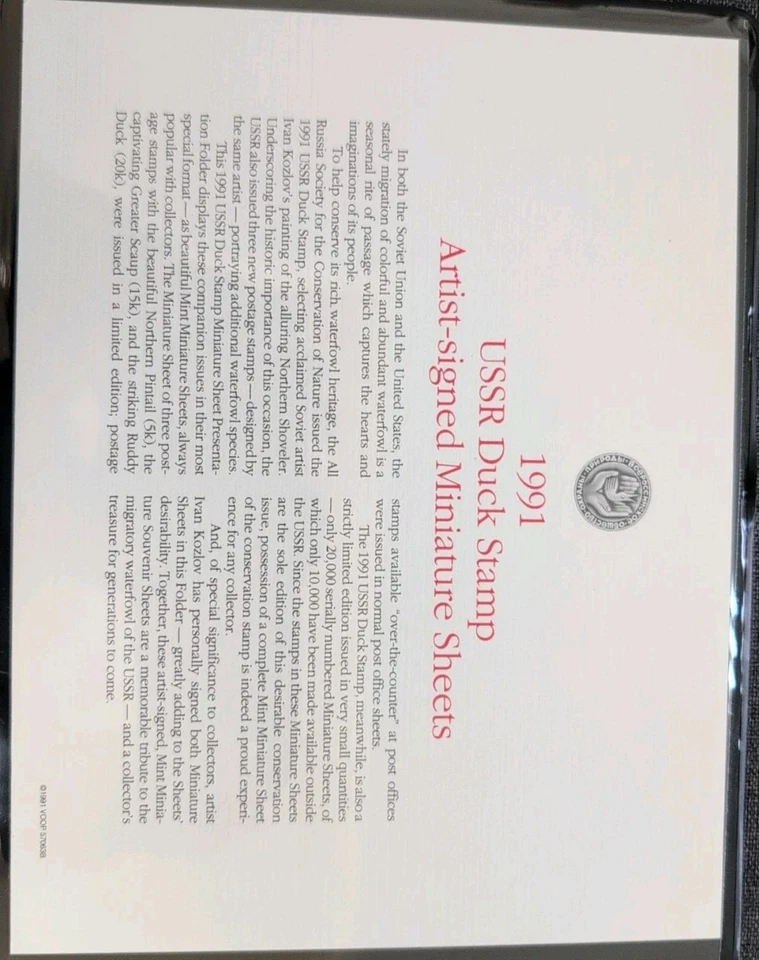 ВСЕРОССИЙСКОЕ ОБЩЕСТВО ОХРАНЫ ПРИРОДЫ
1991
USSR Duck Stamp
Artist-signed Miniature Sheets
In both the Soviet Union and the United States, the
stately migration of colorful and abundant waterfowl is a
seasonal rite of passage which captures the hearts and
imaginations of its people.
To help conserve its rich waterfowl heritage, the All
Russia Society for the Conservation of Nature issued the
1991 USSR Duck Stamp, selecting acclaimed Soviet artist
Ivan Kozlov's painting of the alluring Northern Shoveler.
Underscoring the historic importance of this occasion, the
USSR also issued three new postage stamps — designed by
the same artist — portraying additional waterfowl species.
This 1991 USSR Duck Stamp Miniature Sheet Presenta-
tion Folder displays these companion issues in their most
special format — as beautiful Mint Miniature Sheets, always
popular with collectors. The Miniature Sheet of three post-
age stamps with the beautiful Northern Pintail (5k), the
captivating Greater Scaup (15k), and the striking Ruddy
Duck (20k), were issued in a limited edition; postage
stamps available "over-the-counter" at post offices
were issued in normal post office sheets.
The 1991 USSR Duck Stamp, meanwhile, is also a
strictly limited edition issued in very small quantities
— only 20,000 serially numbered Miniature Sheets, of
which only 10,000 have been made available outside
the USSR. Since the stamps in these Miniature Sheets
are the sole edition of this desirable conservation
issue, possession of a complete Mint Miniature Sheet
of the conservation stamp is indeed a proud experi-
ence for any collector.
And, of special significance to collectors, artist
Ivan Kozlov has personally signed both Miniature
Sheets in this Folder — greatly adding to the Sheets'
desirability. Together, these artist-signed, Mint Minia-
ture Souvenir Sheets are a memorable tribute to the
migratory waterfowl of the USSR — and a collector's
treasure for generations to come.
©1991 VOOP 57063B